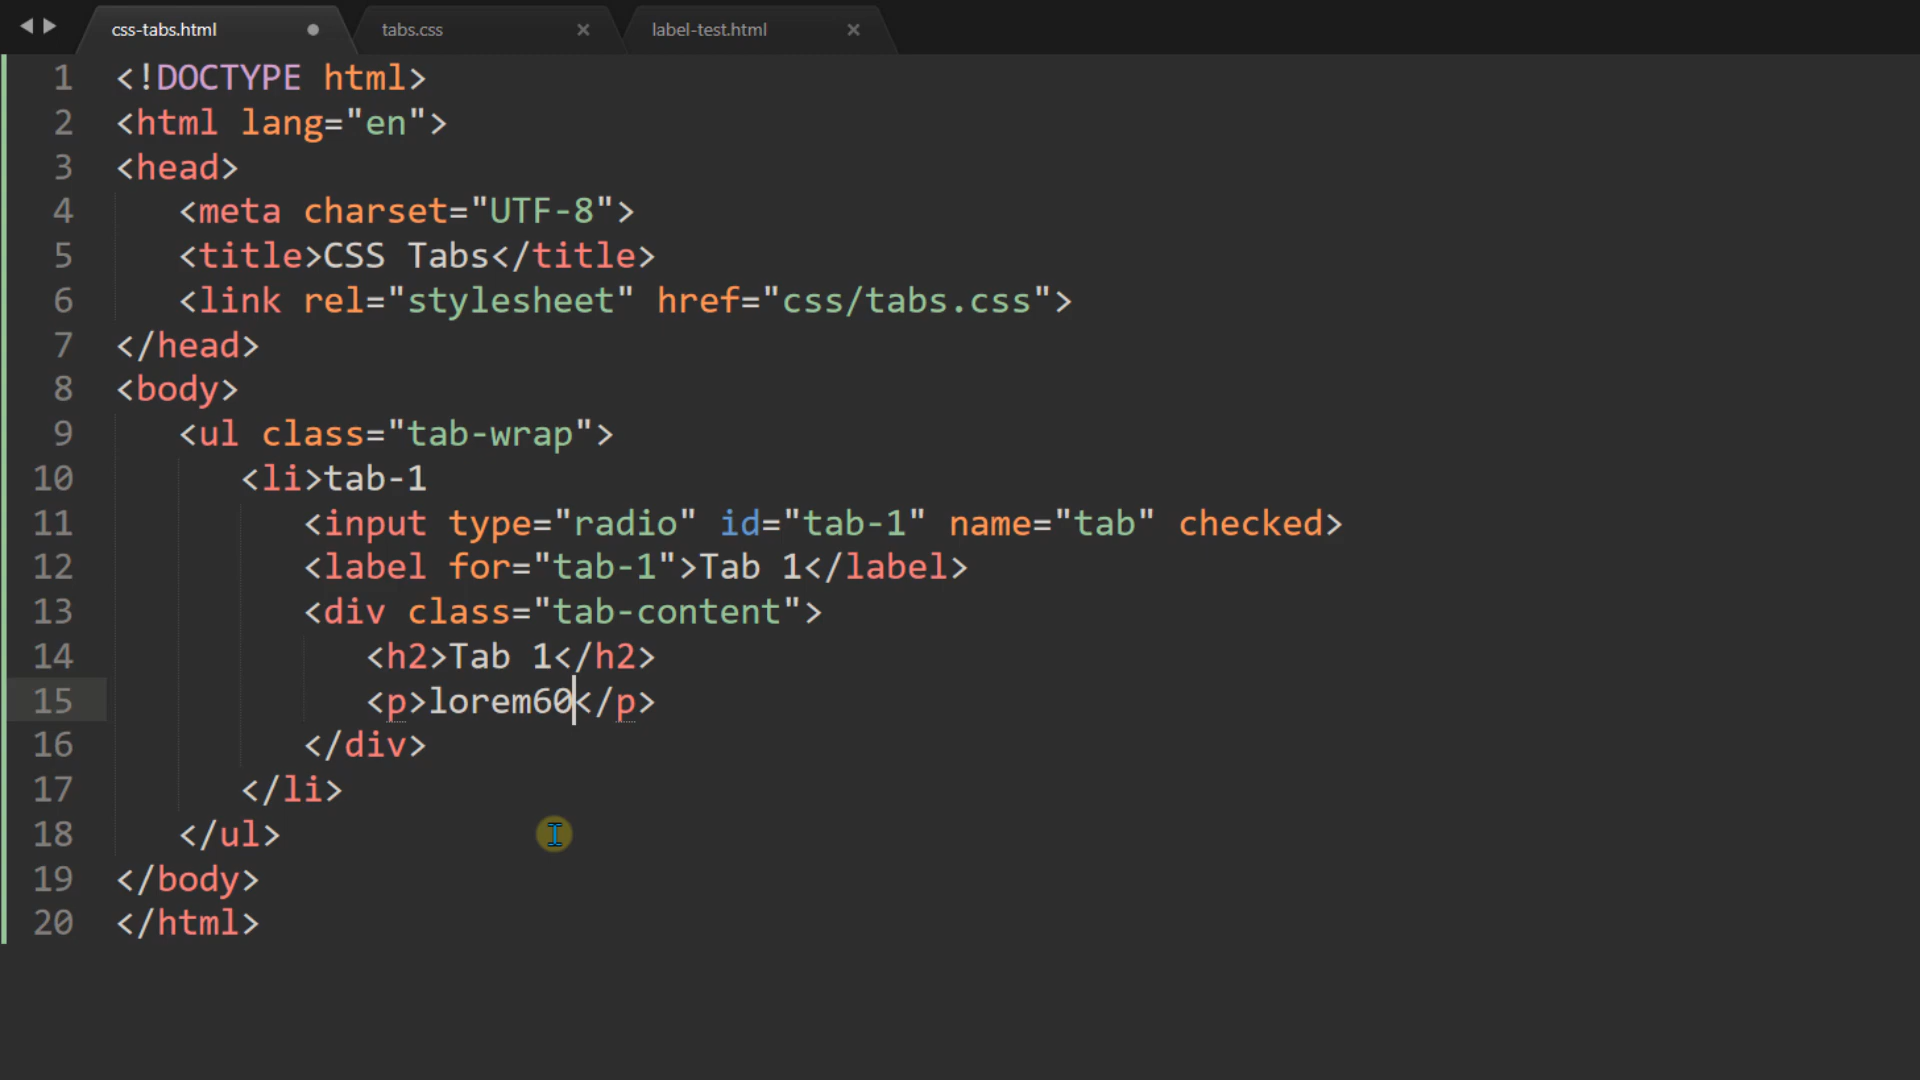 css-tabs.html tabs.css label-test.html
1 <!DOCTYPE html>
2 <html lang="en">
3 <head>
4 <meta charset="UTF-8">
5 <title>CSS Tabs</title>
6 <link rel="stylesheet" href="css/tabs.css">
7 </head>
8 <body>
9 <ul class="tab-wrap">
10 <li>tab-1
11 <input type="radio" id="tab-1" name="tab" checked>
12 <label for="tab-1">Tab 1</label>
13 <div class="tab-content">
14 <h2>Tab 1</h2>
15 <p>lorem60</p>
16 </div>
17 </li>
18 </ul>
19 </body>
20 </html>